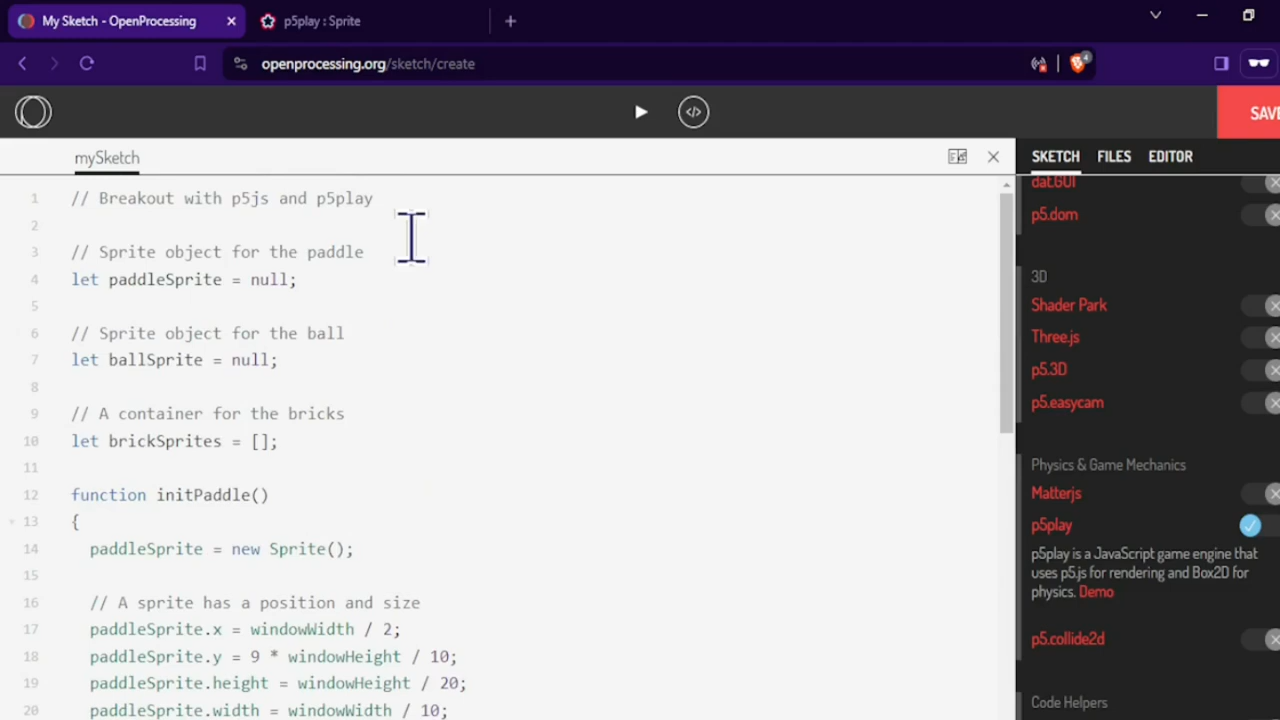 My Sketch - OpenProcessing
p5play : Sprite
openprocessing.org/sketch/create
4
</>
SAVE
mySketch
SKETCH FILES EDITOR
1 // Breakout with p5js and p5play
2
3 // Sprite object for the paddle
4 let paddleSprite = null;
5
6 // Sprite object for the ball
7 let ballSprite = null;
8
9 // A container for the bricks
10 let brickSprites = [];
11
12 function initPaddle()
13 {
14 paddleSprite = new Sprite();
15
16 // A sprite has a position and size
17 paddleSprite.x = windowWidth / 2;
18 paddleSprite.y = 9 * windowHeight / 10;
19 paddleSprite.height = windowHeight / 20;
20 paddleSprite.width = windowWidth / 10;
dat.GUI
p5.dom
3D
Shader Park
Three.js
p5.3D
p5.easycam
Physics & Game Mechanics
Matterjs
p5play
p5play is a JavaScript game engine that
uses p5.js for rendering and Box2D for
physics. Demo
p5.collide2d
Code Helpers